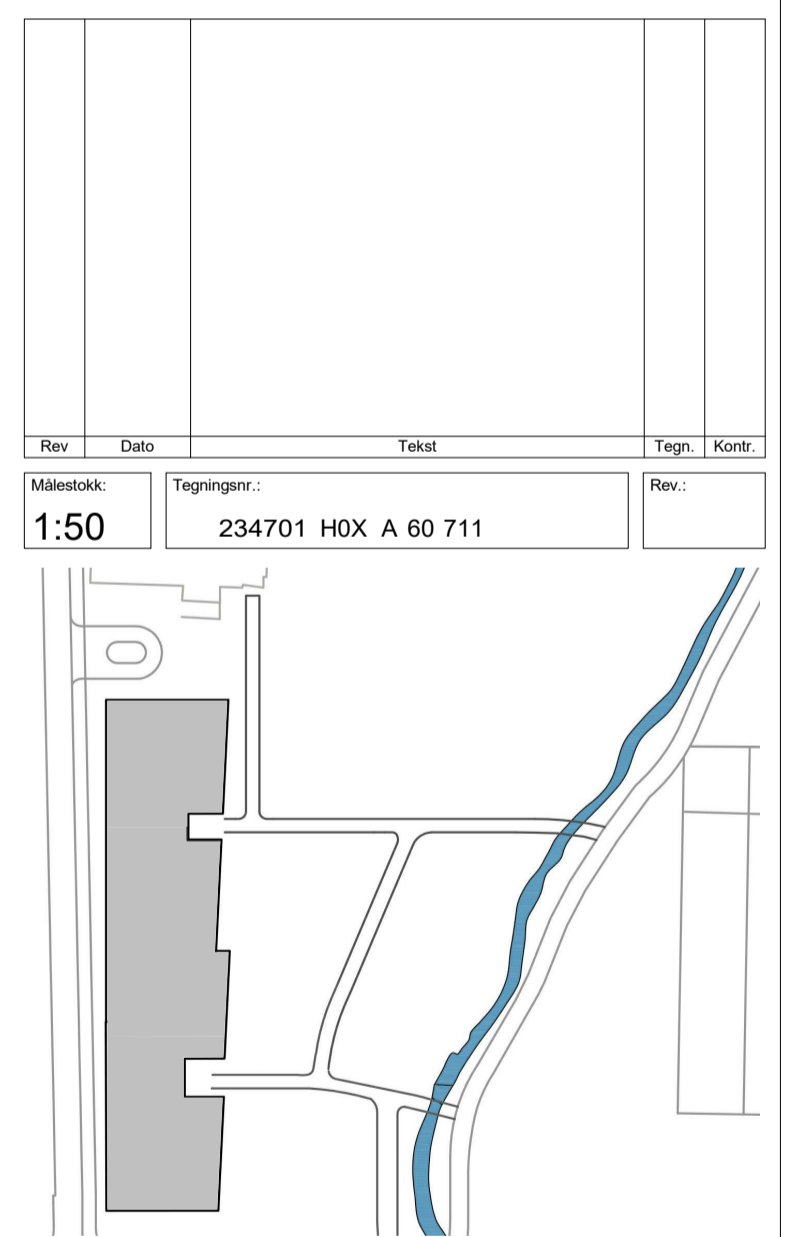 Rev Dato Tekst Tegn. Kontr.
Målestokk: Tegningsnr.: Rev.:
1:50 234701 H0X A 60 711